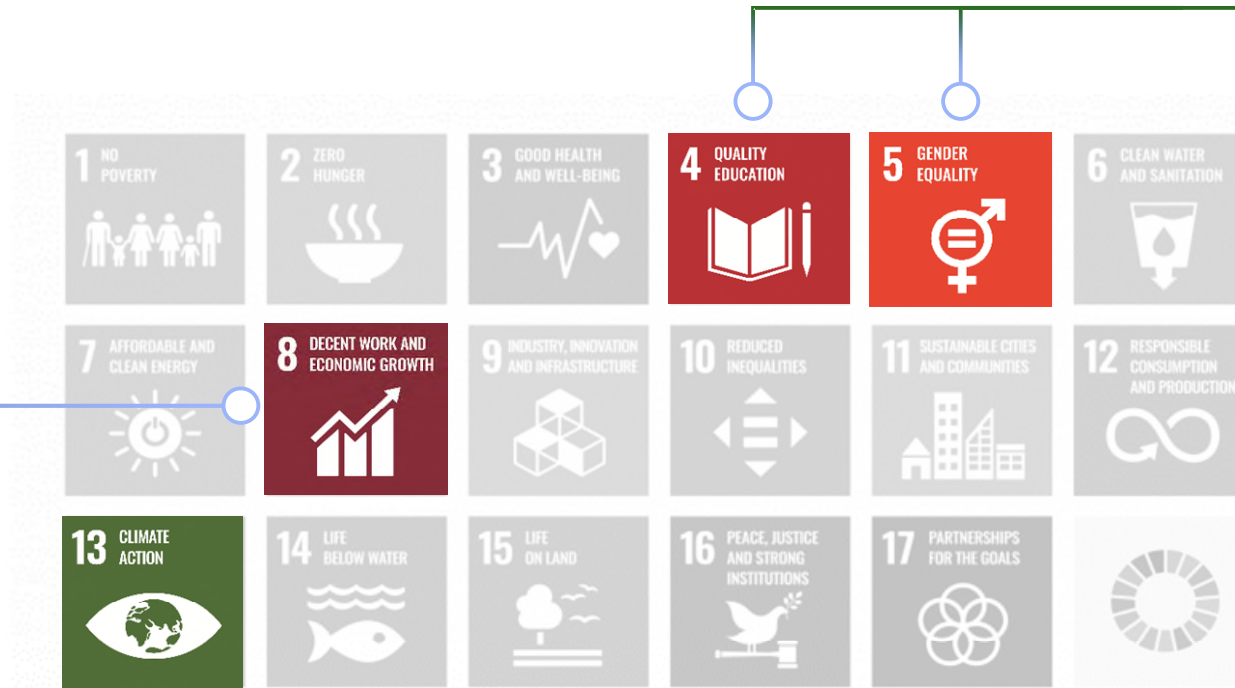 1 NO
POVERTY
2 ZERO
HUNGER
3 GOOD HEALTH
AND WELL-BEING
4 QUALITY
EDUCATION
5 GENDER
EQUALITY
6 CLEAN WATER
AND SANITATION
7 AFFORDABLE AND
CLEAN ENERGY
8 DECENT WORK AND
ECONOMIC GROWTH
9 INDUSTRY, INNOVATION
AND INFRASTRUCTURE
10 REDUCED
INEQUALITIES
11 SUSTAINABLE CITIES
AND COMMUNITIES
12 RESPONSIBLE
CONSUMPTION
AND PRODUCTION
13 CLIMATE
ACTION
14 LIFE
BELOW WATER
15 LIFE
ON LAND
16 PEACE, JUSTICE
AND STRONG
INSTITUTIONS
17 PARTNERSHIPS
FOR THE GOALS